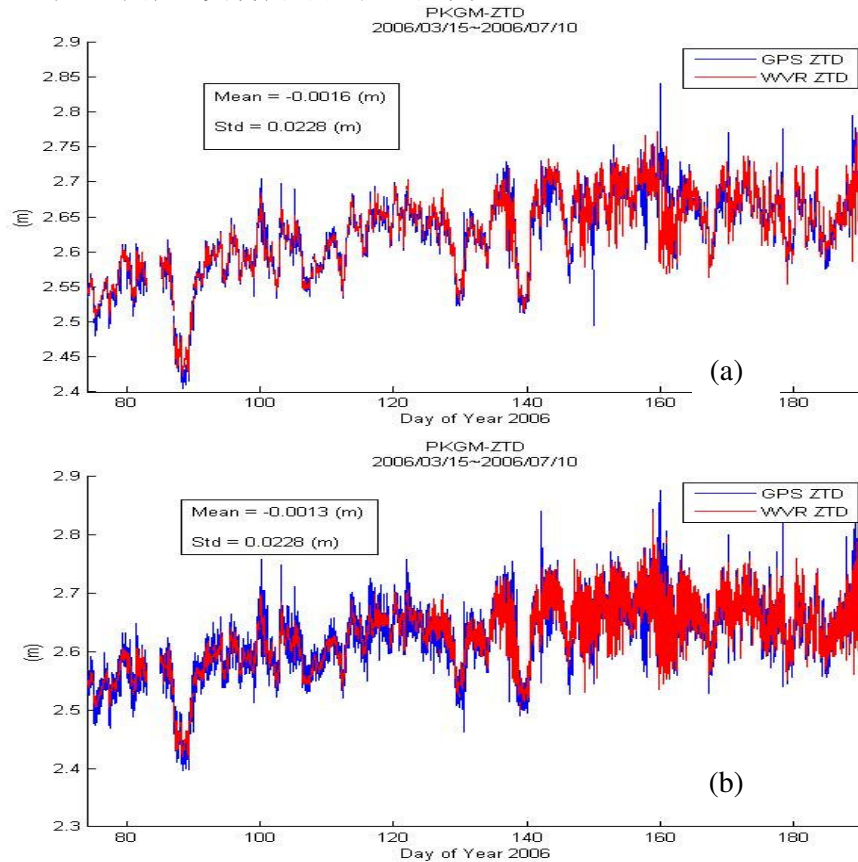 PKGM-ZTD
2006/03/15~2006/07/10
2.9
2.85
2.8
2.75
2.7
2.65
2.6
2.55
2.5
2.45
2.4
(m)
Mean = -0.0016 (m)
Std = 0.0228 (m)
GPS ZTD
WVR ZTD
(a)
80 100 120 140 160 180
Day of Year 2006
PKGM-ZTD
2006/03/15~2006/07/10
2.9
2.8
2.7
2.6
2.5
2.4
2.3
(m)
Mean = -0.0013 (m)
Std = 0.0228 (m)
GPS ZTD
WVR ZTD
(b)
80 100 120 140 160 180
Day of Year 2006